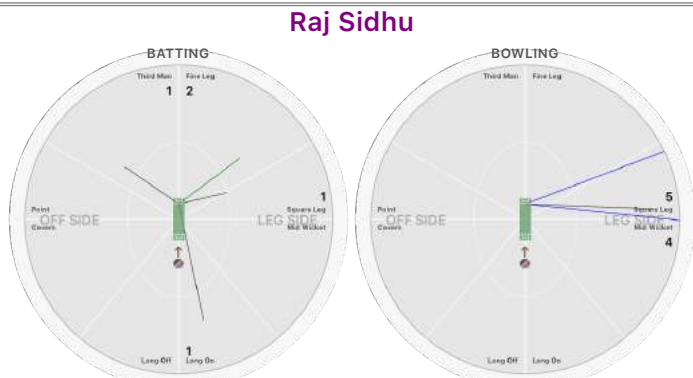 Raj Sidhu
BATTING
Third Man Fine Leg
1 2
1
Point Square Leg
OFF SIDE LEG SIDE
Covers Mid Wicket
1
Long Off Long On
BOWLING
Third Man Fine Leg
5
Point Square Leg
OFF SIDE LEG SIDE
Covers Mid Wicket
4
Long Off Long On